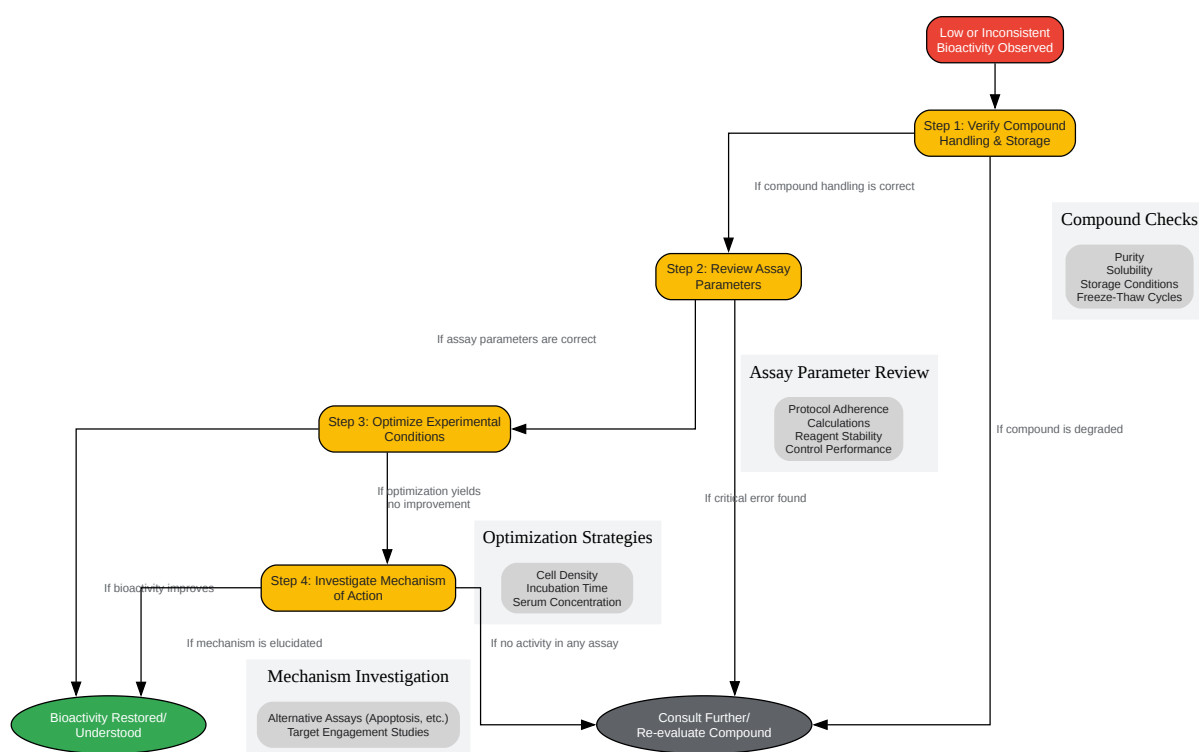 Low or Inconsistent
Bioactivity Observed
Step 1: Verify Compound
Handling & Storage
If compound handling is correct
Compound Checks
Purity
Solubility
Storage Conditions
Freeze-Thaw Cycles
Step 2: Review Assay
Parameters
If assay parameters are correct
Assay Parameter Review
Protocol Adherence
Calculations
Reagent Stability
Control Performance
Step 3: Optimize Experimental
Conditions
If compound is degraded
If optimization yields
no improvement
If critical error found
Optimization Strategies
Cell Density
Incubation Time
Serum Concentration
Step 4: Investigate Mechanism
of Action
If bioactivity improves
If mechanism is elucidated
If no activity in any assay
Mechanism Investigation
Alternative Assays (Apoptosis, etc.)
Target Engagement Studies
Bioactivity Restored/
Understood
Consult Further/
Re-evaluate Compound